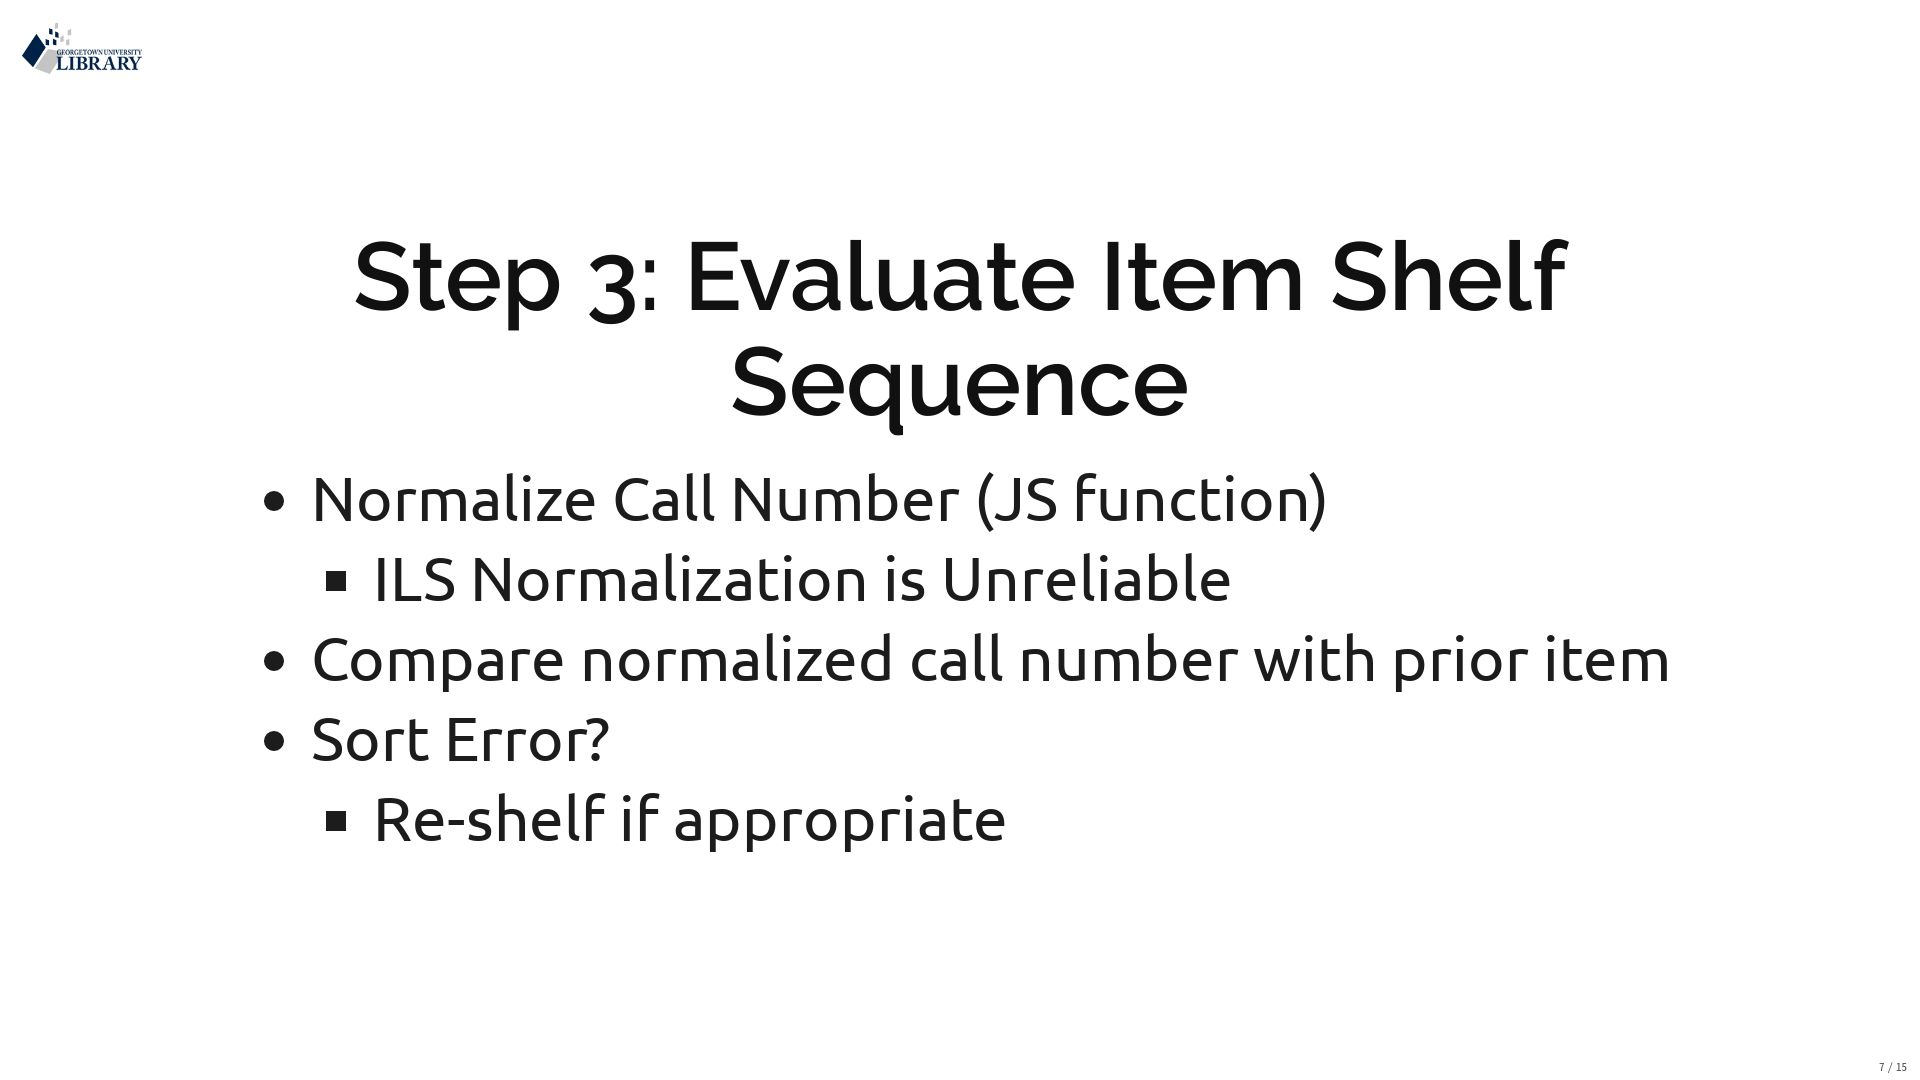 GEORGETOWN UNIVERSITY
LIBRARY
Step 3: Evaluate Item Shelf
Sequence
• Normalize Call Number (JS function)
▪ ILS Normalization is Unreliable
• Compare normalized call number with prior item
• Sort Error?
▪ Re-shelf if appropriate
7 / 15